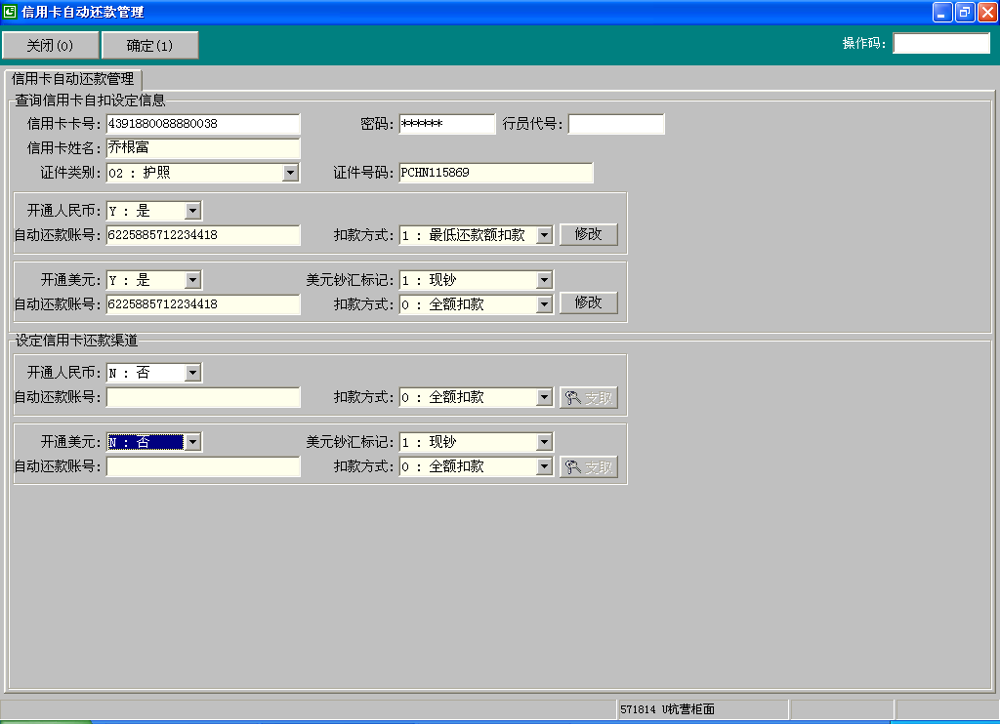 信用卡自动还款管理
关闭(0) 确定(1) 操作码:
信用卡自动还款管理
查询信用卡自扣设定信息
信用卡卡号: 4391880088880038 密码: ****** 行员代号:
信用卡姓名: 乔根富
证件类别: 02 : 护照 证件号码: PCHN115869
开通人民币: Y : 是
自动还款账号: 6225885712234418 扣款方式: 1 : 最低还款额扣款 修改
开通美元: Y : 是 美元钞汇标记: 1 : 现钞
自动还款账号: 6225885712234418 扣款方式: 0 : 全额扣款 修改
设定信用卡还款渠道
开通人民币: N : 否
自动还款账号: 扣款方式: 0 : 全额扣款 支取
开通美元: N : 否 美元钞汇标记: 1 : 现钞
自动还款账号: 扣款方式: 0 : 全额扣款 支取
571814 U杭营柜面